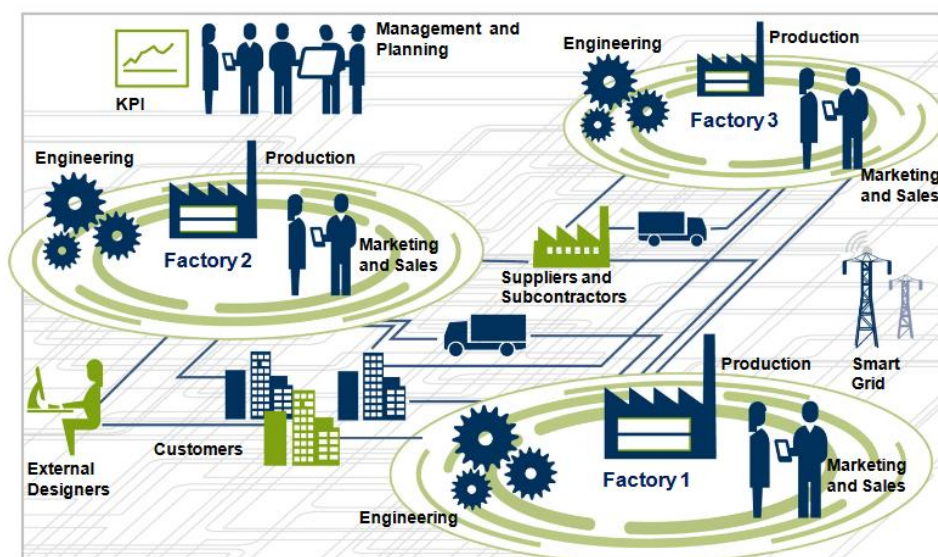 Management and
Planning
KPI
Engineering
Production
Factory 3
Marketing
and Sales
Engineering
Production
Factory 2
Marketing
and Sales
Suppliers and
Subcontractors
Smart
Grid
External
Designers
Customers
Production
Factory 1
Marketing
and Sales
Engineering